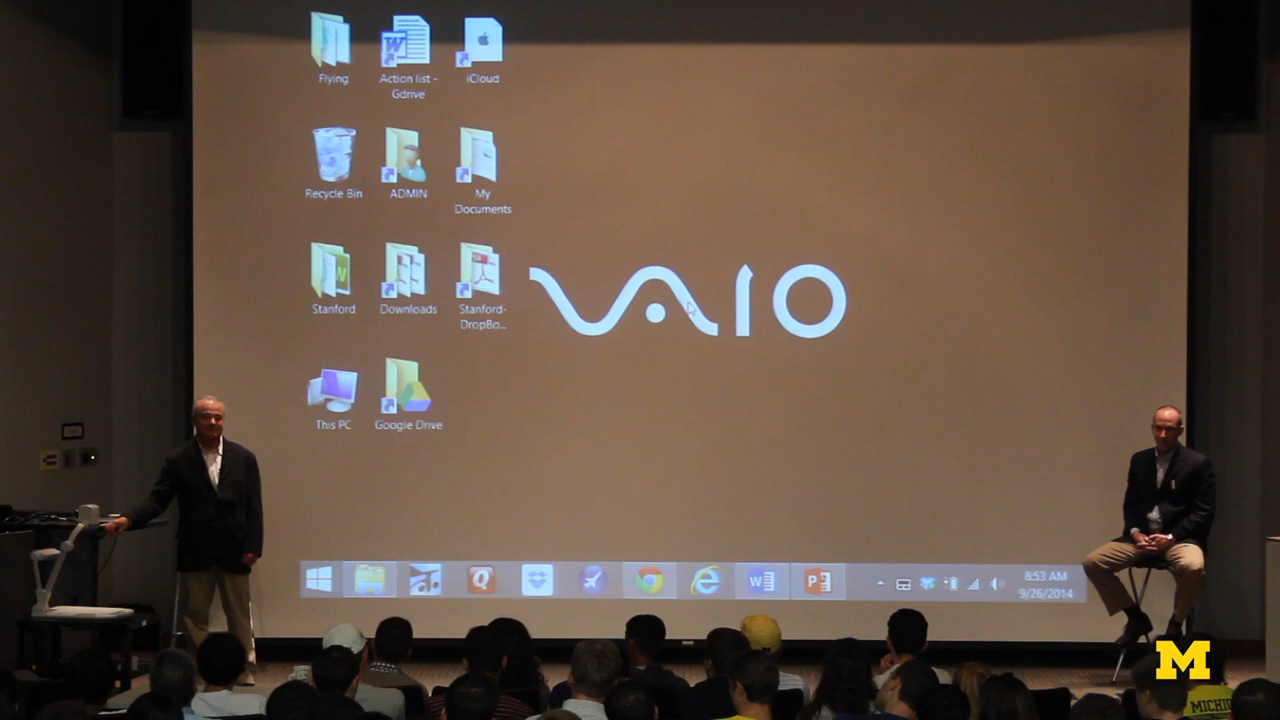 Flying
Action list -
Gdrive
iCloud
Recycle Bin
ADMIN
My
Documents
Stanford
Downloads
Stanford-
DropBo...
VAIO
This PC
Google Drive
8:53 AM
9/26/2014
M
MICHIG